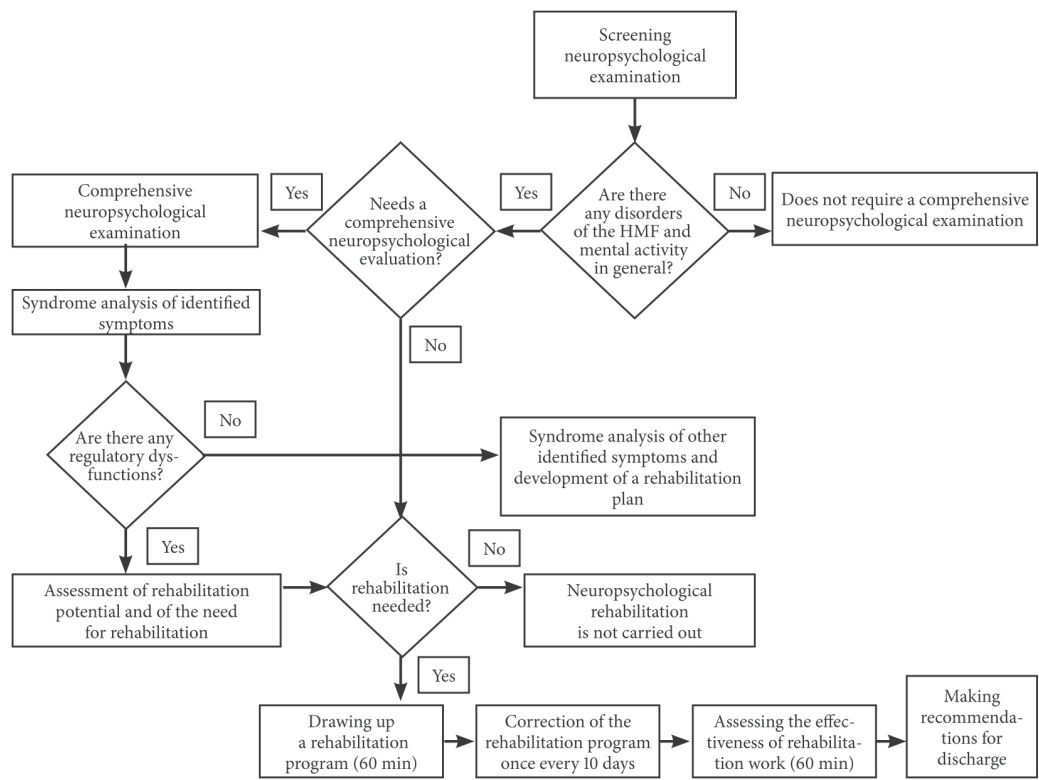 Screening
neuropsychological
examination
Are there
any disorders
of the HMF and
mental activity
in general?
No
Does not require a comprehensive
neuropsychological examination
Yes
Needs a
comprehensive
neuropsychological
evaluation?
Yes
Comprehensive
neuropsychological
examination
Syndrome analysis of identified
symptoms
No
Are there any
regulatory dys-
functions?
No
Syndrome analysis of other
identified symptoms and
development of a rehabilitation
plan
Yes
Assessment of rehabilitation
potential and of the need
for rehabilitation
Is
rehabilitation
needed?
No
Neuropsychological
rehabilitation
is not carried out
Yes
Drawing up
a rehabilitation
program (60 min)
Correction of the
rehabilitation program
once every 10 days
Assessing the effec-
tiveness of rehabilita-
tion work (60 min)
Making
recommenda-
tions for
discharge